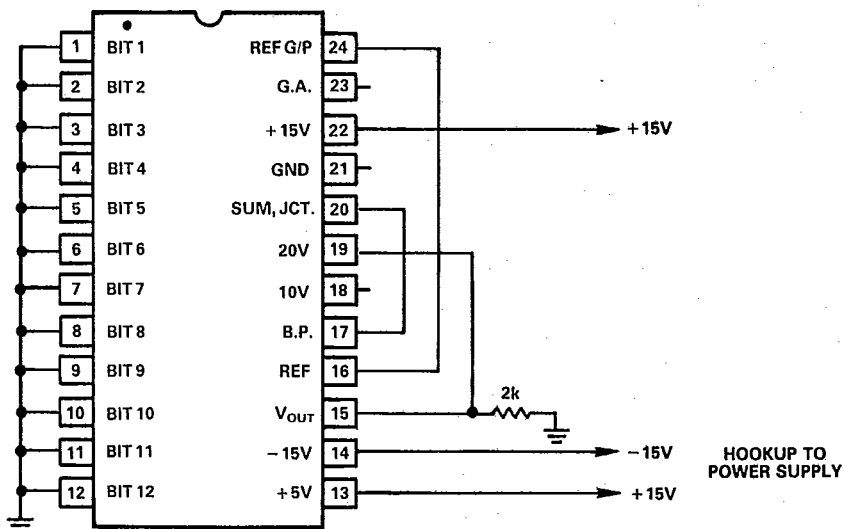 1 BIT 1 REF G/P 24
2 BIT 2 G.A. 23
3 BIT 3 +15V 22 +15V
4 BIT 4 GND 21
5 BIT 5 SUM, JCT. 20
6 BIT 6 20V 19
7 BIT 7 10V 18
8 BIT 8 B.P. 17
9 BIT 9 REF 16
2k
10 BIT 10 VOUT 15
11 BIT 11 -15V 14 -15V
12 BIT 12 +5V 13 +15V
HOOKUP TO
POWER SUPPLY